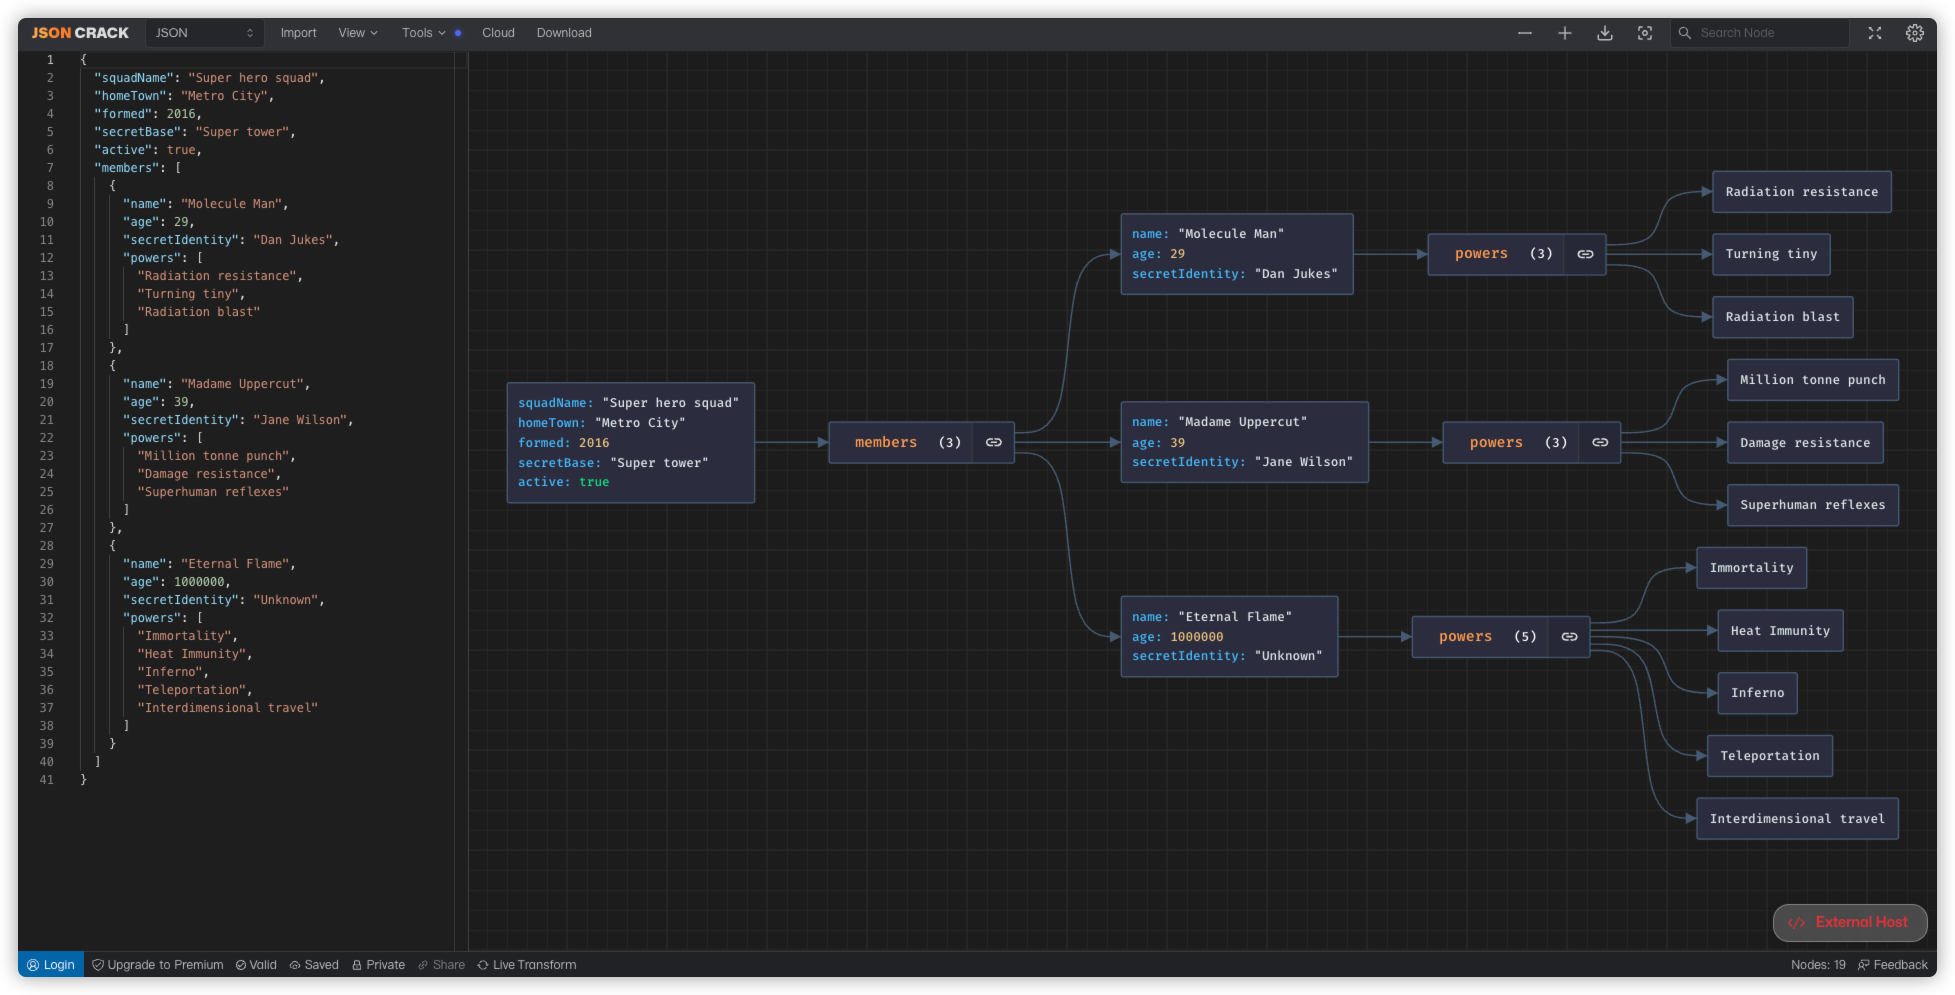 JSON CRACK JSON Import View Tools Cloud Download Search Node
1 {
2 "squadName": "Super hero squad",
3 "homeTown": "Metro City",
4 "formed": 2016,
5 "secretBase": "Super tower",
6 "active": true,
7 "members": [
8 {
9 "name": "Molecule Man",
10 "age": 29,
11 "secretIdentity": "Dan Jukes",
12 "powers": [
13 "Radiation resistance",
14 "Turning tiny",
15 "Radiation blast"
16 ]
17 },
18 {
19 "name": "Madame Uppercut",
20 "age": 39,
21 "secretIdentity": "Jane Wilson",
22 "powers": [
23 "Million tonne punch",
24 "Damage resistance",
25 "Superhuman reflexes"
26 ]
27 },
28 {
29 "name": "Eternal Flame",
30 "age": 1000000,
31 "secretIdentity": "Unknown",
32 "powers": [
33 "Immortality",
34 "Heat Immunity",
35 "Inferno",
36 "Teleportation",
37 "Interdimensional travel"
38 ]
39 }
40 ]
41 }
squadName: "Super hero squad"
homeTown: "Metro City"
formed: 2016
secretBase: "Super tower"
active: true
members (3)
name: "Molecule Man"
age: 29
secretIdentity: "Dan Jukes"
powers (3)
Radiation resistance
Turning tiny
Radiation blast
name: "Madame Uppercut"
age: 39
secretIdentity: "Jane Wilson"
powers (3)
Million tonne punch
Damage resistance
Superhuman reflexes
name: "Eternal Flame"
age: 1000000
secretIdentity: "Unknown"
powers (5)
Immortality
Heat Immunity
Inferno
Teleportation
Interdimensional travel
</> External Host
Login Upgrade to Premium Valid Saved Private Share Live Transform Nodes: 19 Feedback